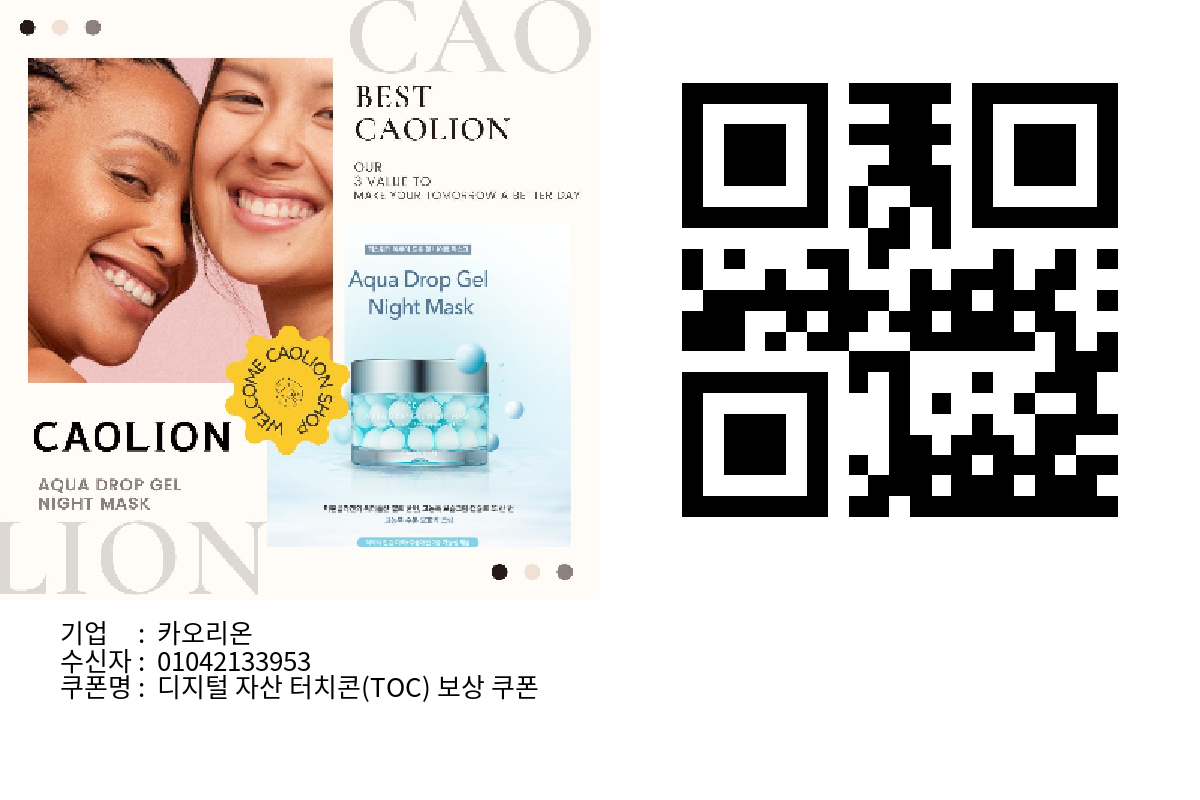 CAO
BEST
CAOLION
OUR
3 VALUE TO
MAKE YOUR TOMORROW A BETTER DAY
Aqua Drop Gel
Night Mask
WELCOME CAOLION SHOP
CAOLION
AQUA DROP GEL
NIGHT MASK
LION
기업 : 카오리온
수신자 : 01042133953
쿠폰명 : 디지털 자산 터치콘(TOC) 보상 쿠폰